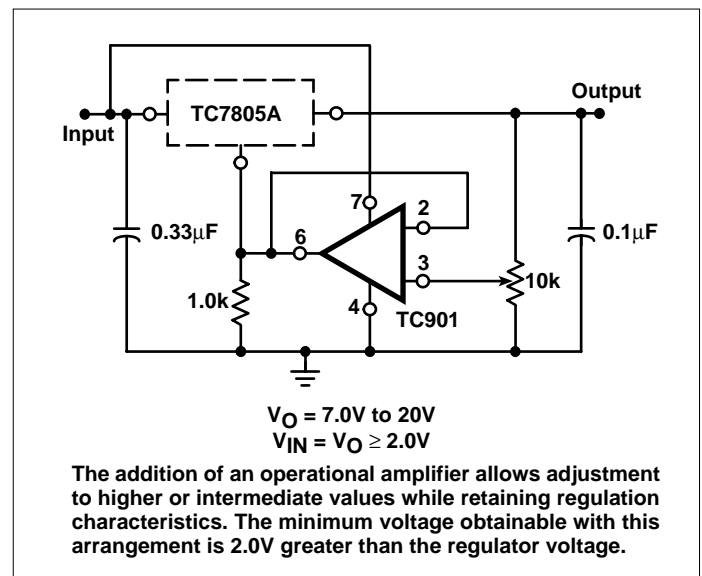 TC7805A
Output
Input
7
2
0.33μF
6
0.1μF
3
10k
1.0k
4
TC901
VO = 7.0V to 20V
VIN = VO ≥ 2.0V
The addition of an operational amplifier allows adjustment
to higher or intermediate values while retaining regulation
characteristics. The minimum voltage obtainable with this
arrangement is 2.0V greater than the regulator voltage.